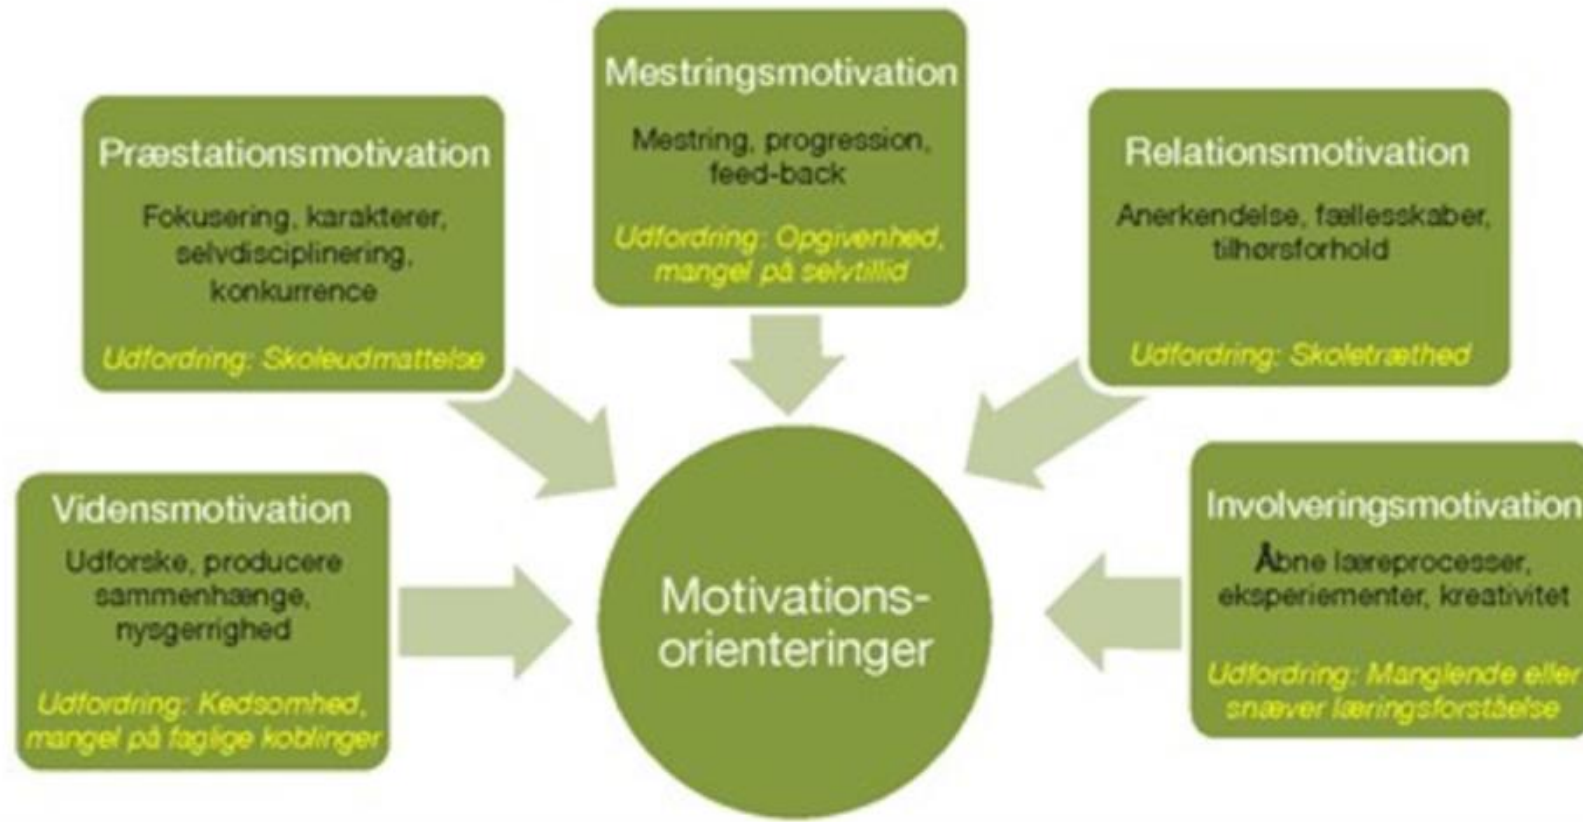 Mestringsmotivation
Mestring, progression,
feed-back
Udfordring: Opgivenhed,
mangel på selvtillid
Præstationsmotivation
Fokusering, karakterer,
selvdisciplinering,
konkurrence
Udfordring: Skoleudmattelse
Relationsmotivation
Anerkendelse, fællesskaber,
tilhørsforhold
Udfordring: Skoletræthed
Vidensmotivation
Udforske, producere
sammenhænge,
nysgerrighed
Udfordring: Kedsomhed,
mangel på faglige koblinger
Motivations-
orienteringer
Involveringsmotivation
Åbne læreprocesser,
eksperiementer, kreativitet
Udfordring: Manglende eller
snæver læringsforståelse